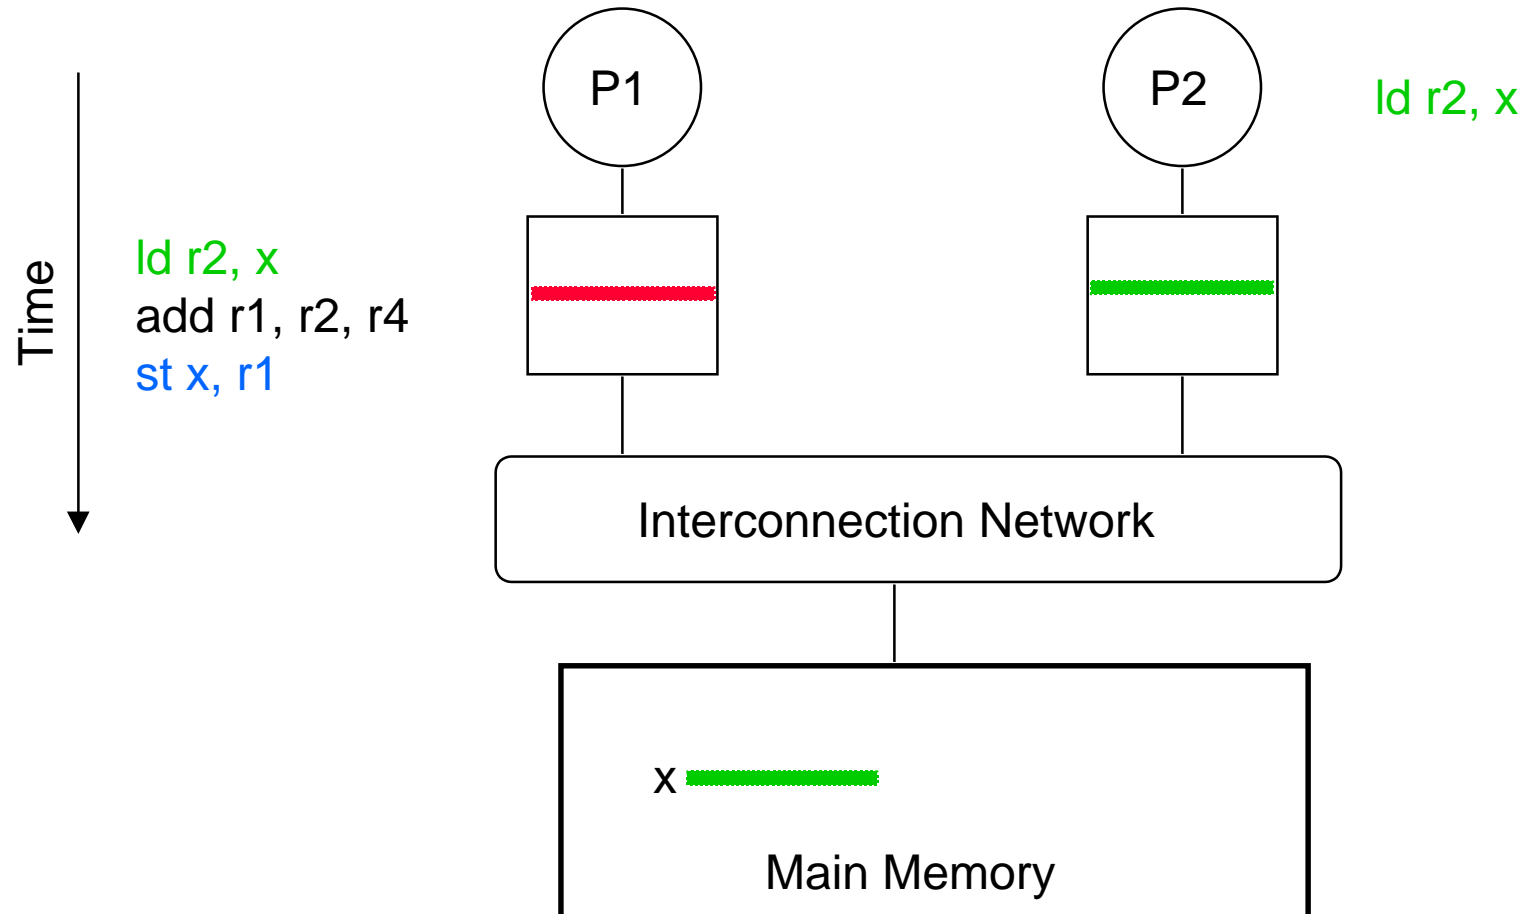 P1
P2
ld r2, x
Time
ld r2, x
add r1, r2, r4
st x, r1
Interconnection Network
x
Main Memory